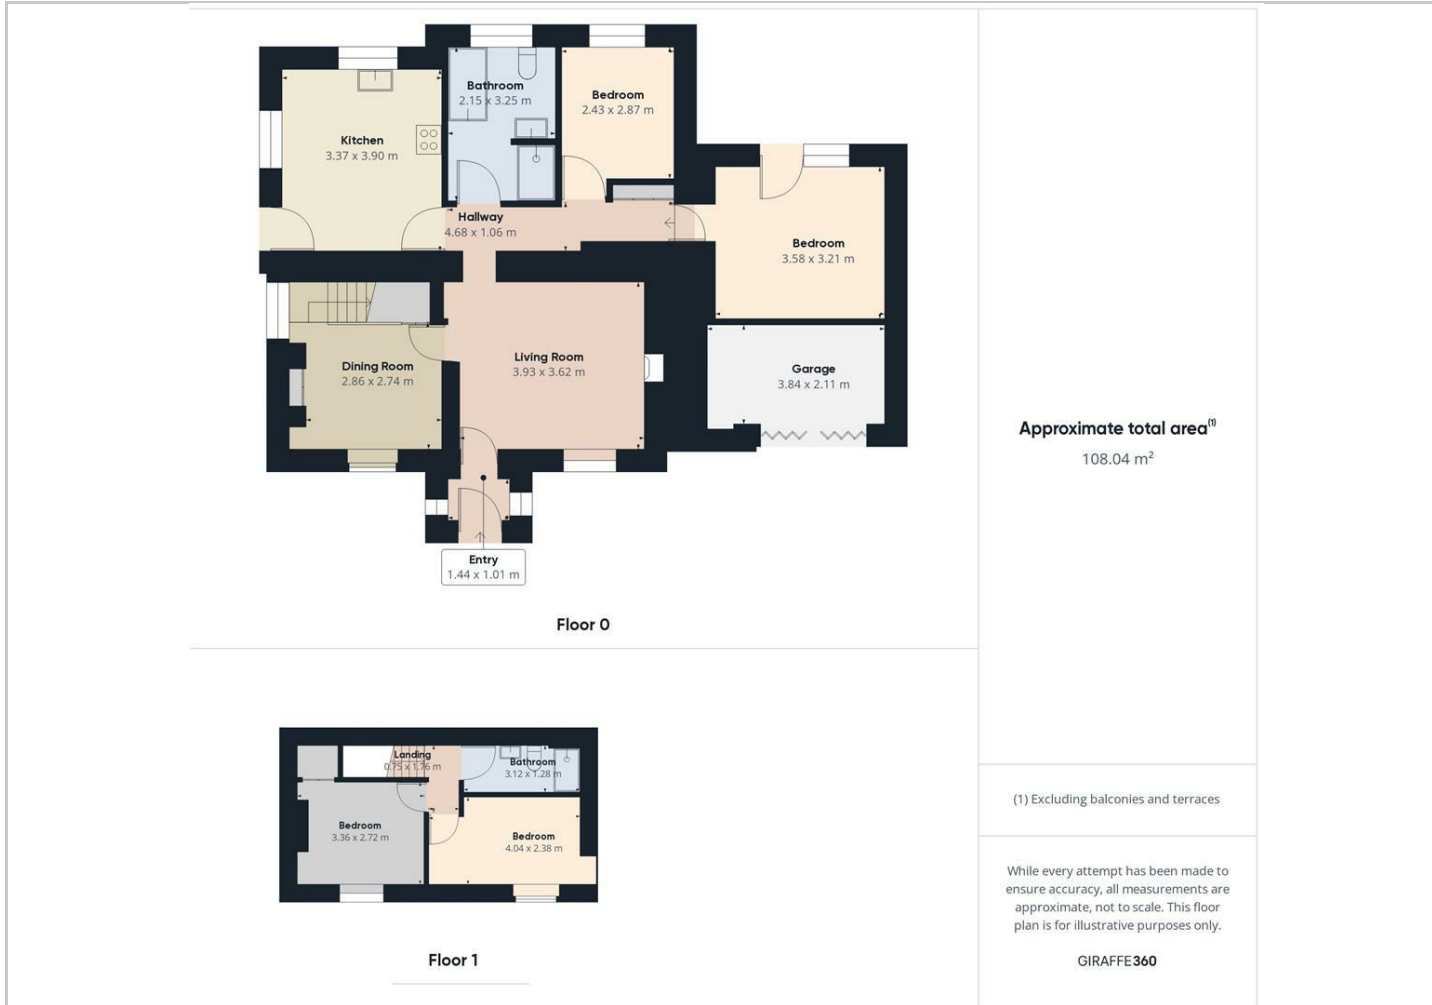 Bathroom
2.15 x 3.25 m
Bedroom
2.43 x 2.87 m
Kitchen
3.37 x 3.90 m
Hallway
4.68 x 1.06 m
Bedroom
3.58 x 3.21 m
Dining Room
2.86 x 2.74 m
Living Room
3.93 x 3.62 m
Garage
3.84 x 2.11 m
Entry
1.44 x 1.01 m
Floor 0
Landing
0.75 x 1.76 m
Bathroom
3.12 x 1.28 m
Bedroom
3.36 x 2.72 m
Bedroom
4.04 x 2.38 m
Floor 1
Approximate total area(1)
108.04 m²
(1) Excluding balconies and terraces
While every attempt has been made to
ensure accuracy, all measurements are
approximate, not to scale. This floor
plan is for illustrative purposes only.
GIRAFFE360